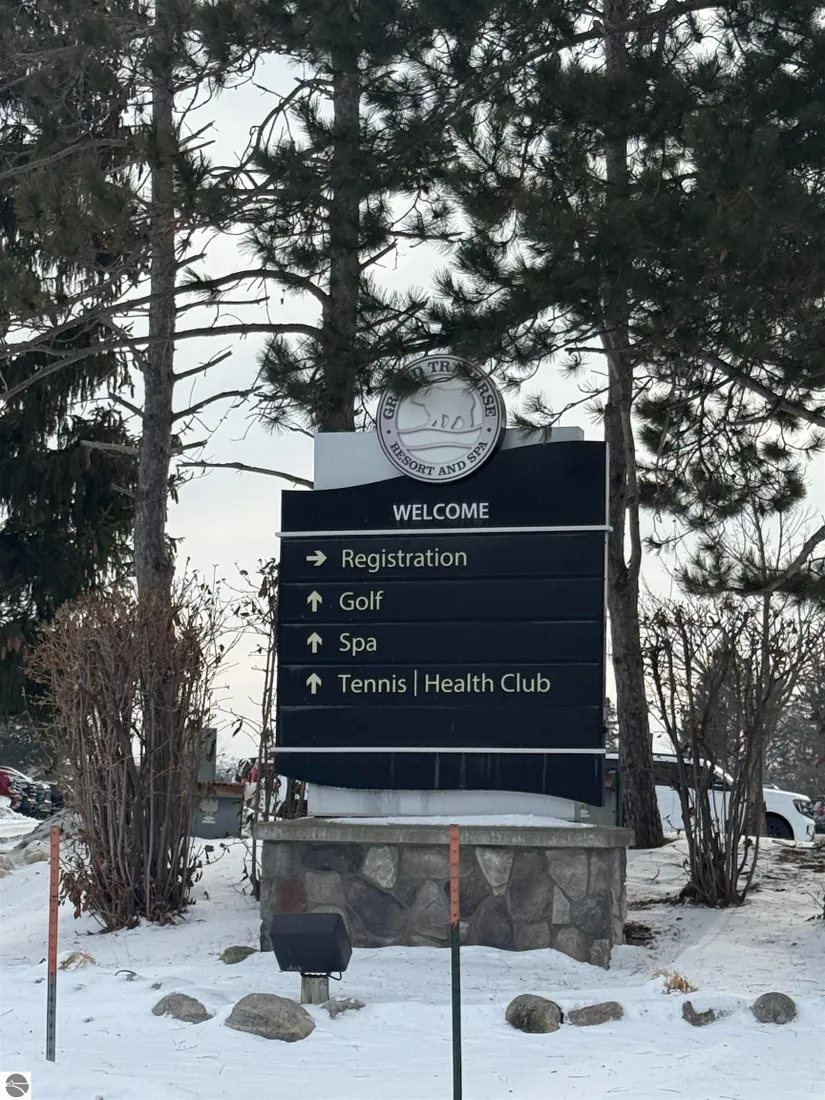 GRAND TRAVERSE
RESORT AND SPA
WELCOME
→ Registration
↑ Golf
↑ Spa
↑ Tennis | Health Club